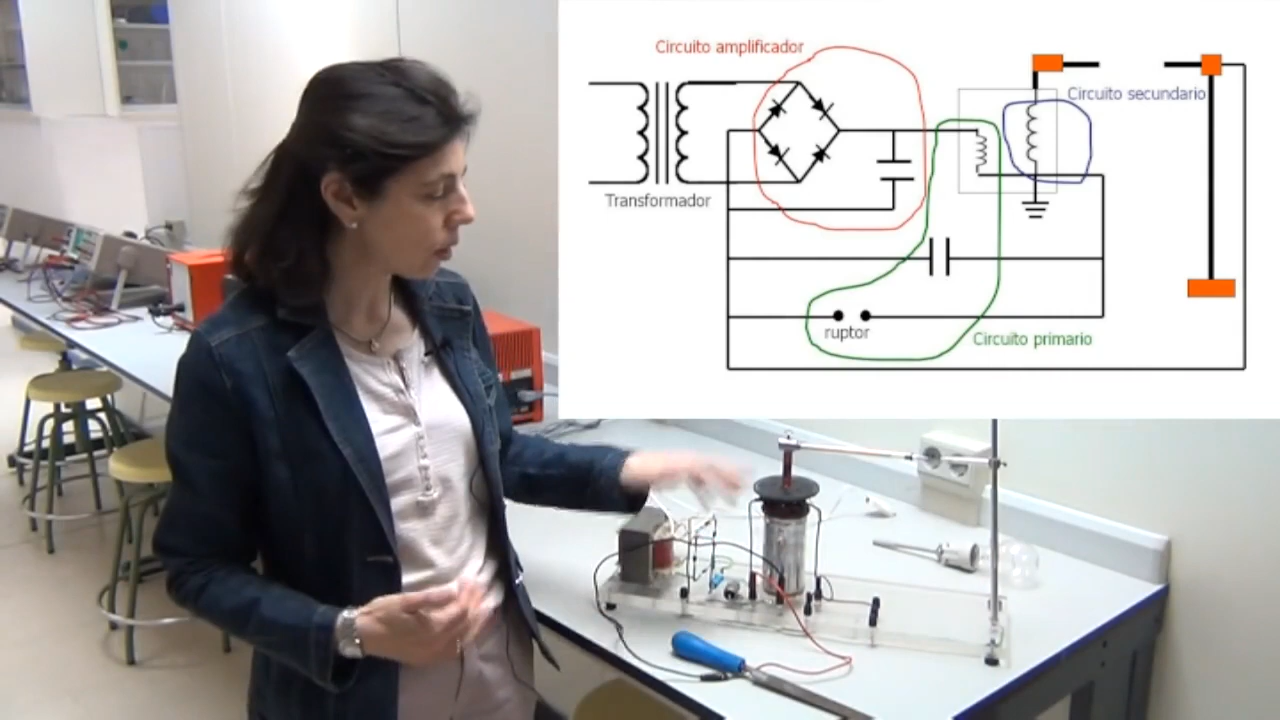 Circuito amplificador
Circuito secundario
Transformador
ruptor
Circuito primario